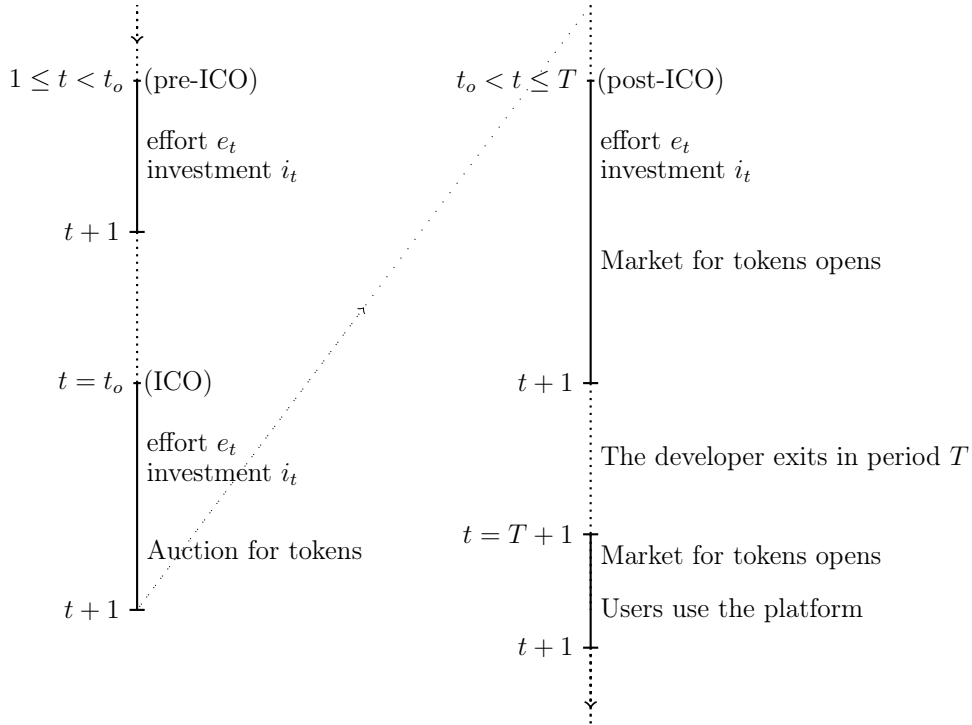 1 ≤ t < t_o (pre-ICO)
effort e_t
investment i_t
t + 1
t = t_o (ICO)
effort e_t
investment i_t
Auction for tokens
t + 1
t_o < t ≤ T (post-ICO)
effort e_t
investment i_t
Market for tokens opens
t + 1
The developer exits in period T
t = T + 1
Market for tokens opens
Users use the platform
t + 1